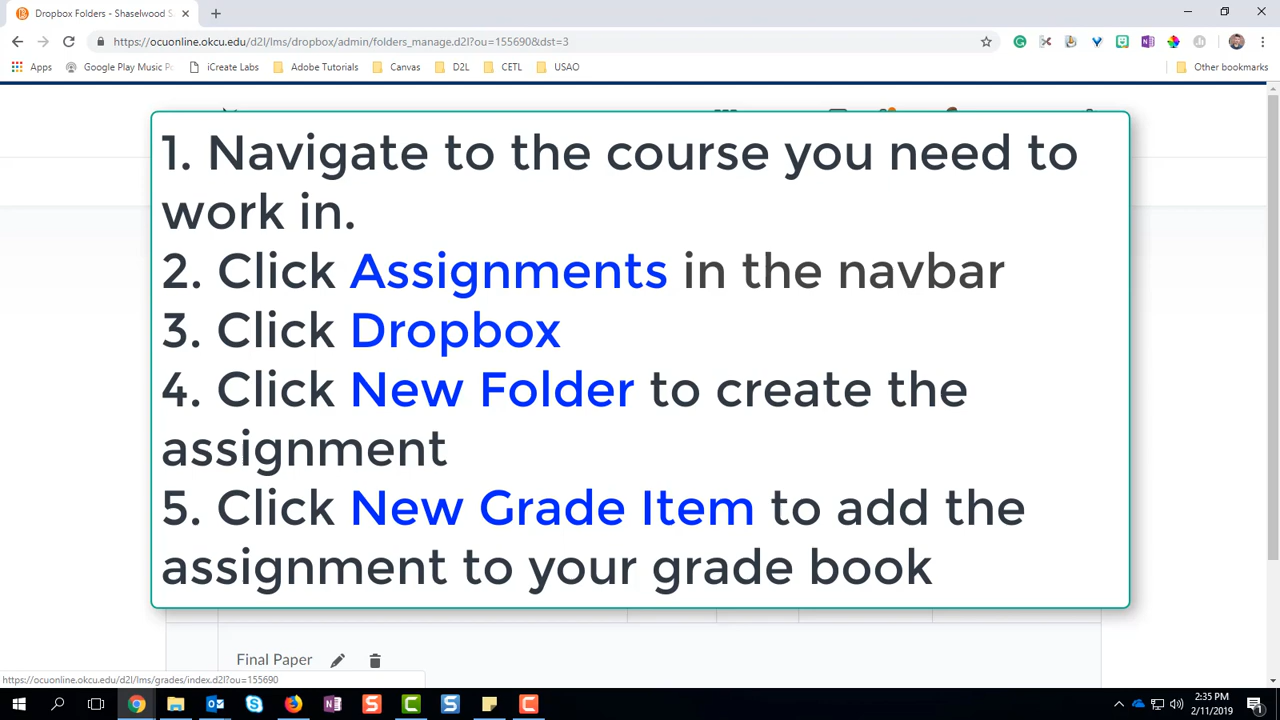 Dropbox Folders - Shaselwood S
https://ocuonline.okcu.edu/d2l/lms/dropbox/admin/folders_manage.d2l?ou=155690&dst=3
Apps
Google Play Music P
iCreate Labs
Adobe Tutorials
Canvas
D2L
CETL
USAO
Other bookmarks
1. Navigate to the course you need to
work in.
2. Click Assignments in the navbar
3. Click Dropbox
4. Click New Folder to create the
assignment
5. Click New Grade Item to add the
assignment to your grade book
Final Paper
https://ocuonline.okcu.edu/d2l/lms/grades/index.d2l?ou=155690
2:35 PM
2/11/2019